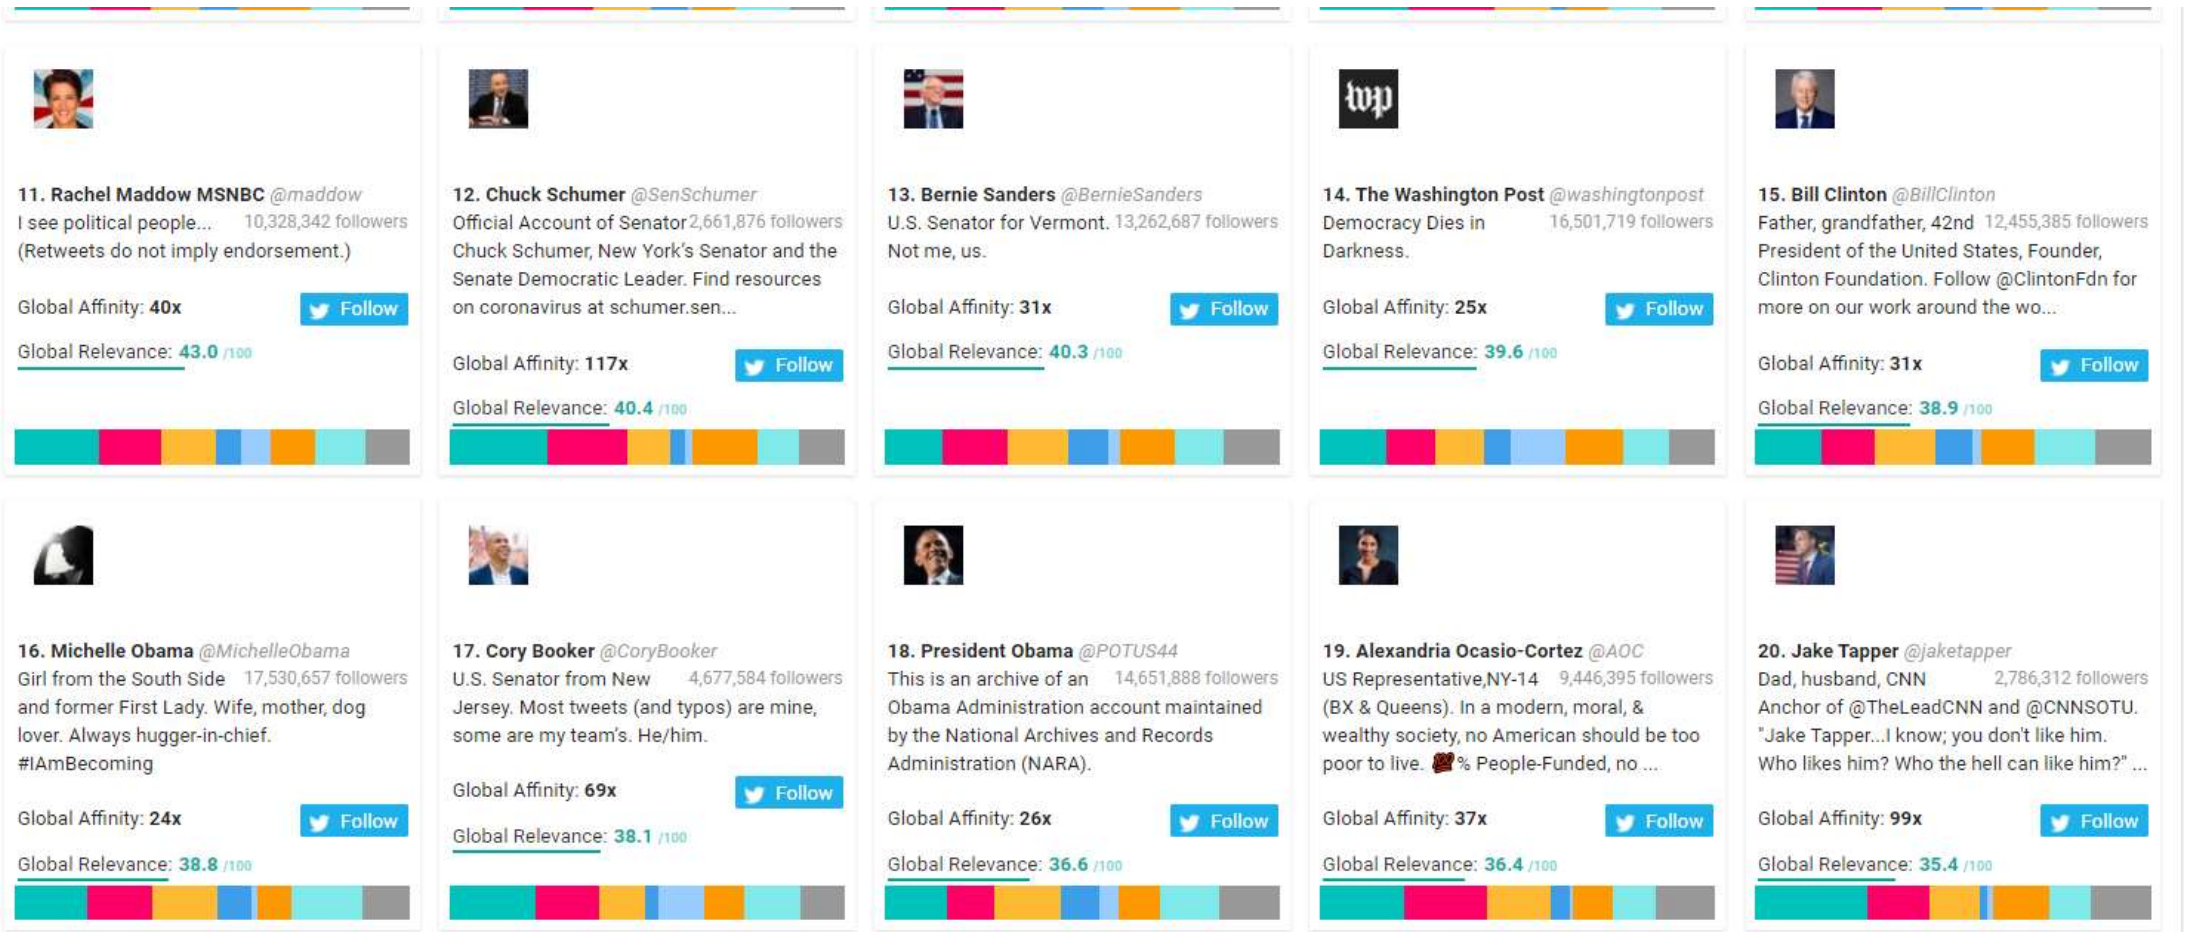 wp
11. Rachel Maddow MSNBC @maddow
I see political people... 10,328,342 followers
(Retweets do not imply endorsement.)
Global Affinity: 40x Follow
Global Relevance: 43.0 /100
12. Chuck Schumer @SenSchumer
Official Account of Senator 2,661,876 followers
Chuck Schumer, New York's Senator and the
Senate Democratic Leader. Find resources
on coronavirus at schumer.sen...
Global Affinity: 117x Follow
Global Relevance: 40.4 /100
13. Bernie Sanders @BernieSanders
U.S. Senator for Vermont. 13,262,687 followers
Not me, us.
Global Affinity: 31x Follow
Global Relevance: 40.3 /100
14. The Washington Post @washingtonpost
Democracy Dies in 16,501,719 followers
Darkness.
Global Affinity: 25x Follow
Global Relevance: 39.6 /100
15. Bill Clinton @BillClinton
Father, grandfather, 42nd 12,455,385 followers
President of the United States, Founder,
Clinton Foundation. Follow @ClintonFdn for
more on our work around the wo...
Global Affinity: 31x Follow
Global Relevance: 38.9 /100
16. Michelle Obama @MichelleObama
Girl from the South Side 17,530,657 followers
and former First Lady. Wife, mother, dog
lover. Always hugger-in-chief.
#IAmBecoming
Global Affinity: 24x Follow
Global Relevance: 38.8 /100
17. Cory Booker @CoryBooker
U.S. Senator from New 4,677,584 followers
Jersey. Most tweets (and typos) are mine,
some are my team's. He/him.
Global Affinity: 69x Follow
Global Relevance: 38.1 /100
18. President Obama @POTUS44
This is an archive of an 14,651,888 followers
Obama Administration account maintained
by the National Archives and Records
Administration (NARA).
Global Affinity: 26x Follow
Global Relevance: 36.6 /100
19. Alexandria Ocasio-Cortez @AOC
US Representative,NY-14 9,446,395 followers
(BX & Queens). In a modern, moral, &
wealthy society, no American should be too
poor to live. 💯% People-Funded, no ...
Global Affinity: 37x Follow
Global Relevance: 36.4 /100
20. Jake Tapper @jaketapper
Dad, husband, CNN 2,786,312 followers
Anchor of @TheLeadCNN and @CNNSOTU.
"Jake Tapper...I know; you don't like him.
Who likes him? Who the hell can like him?" ...
Global Affinity: 99x Follow
Global Relevance: 35.4 /100